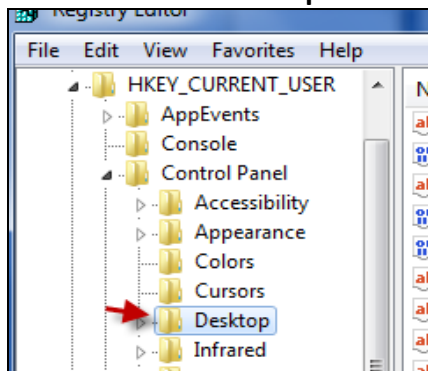 Registry Editor
File Edit View Favorites Help
HKEY_CURRENT_USER
AppEvents
Console
Control Panel
Accessibility
Appearance
Colors
Cursors
Desktop
Infrared